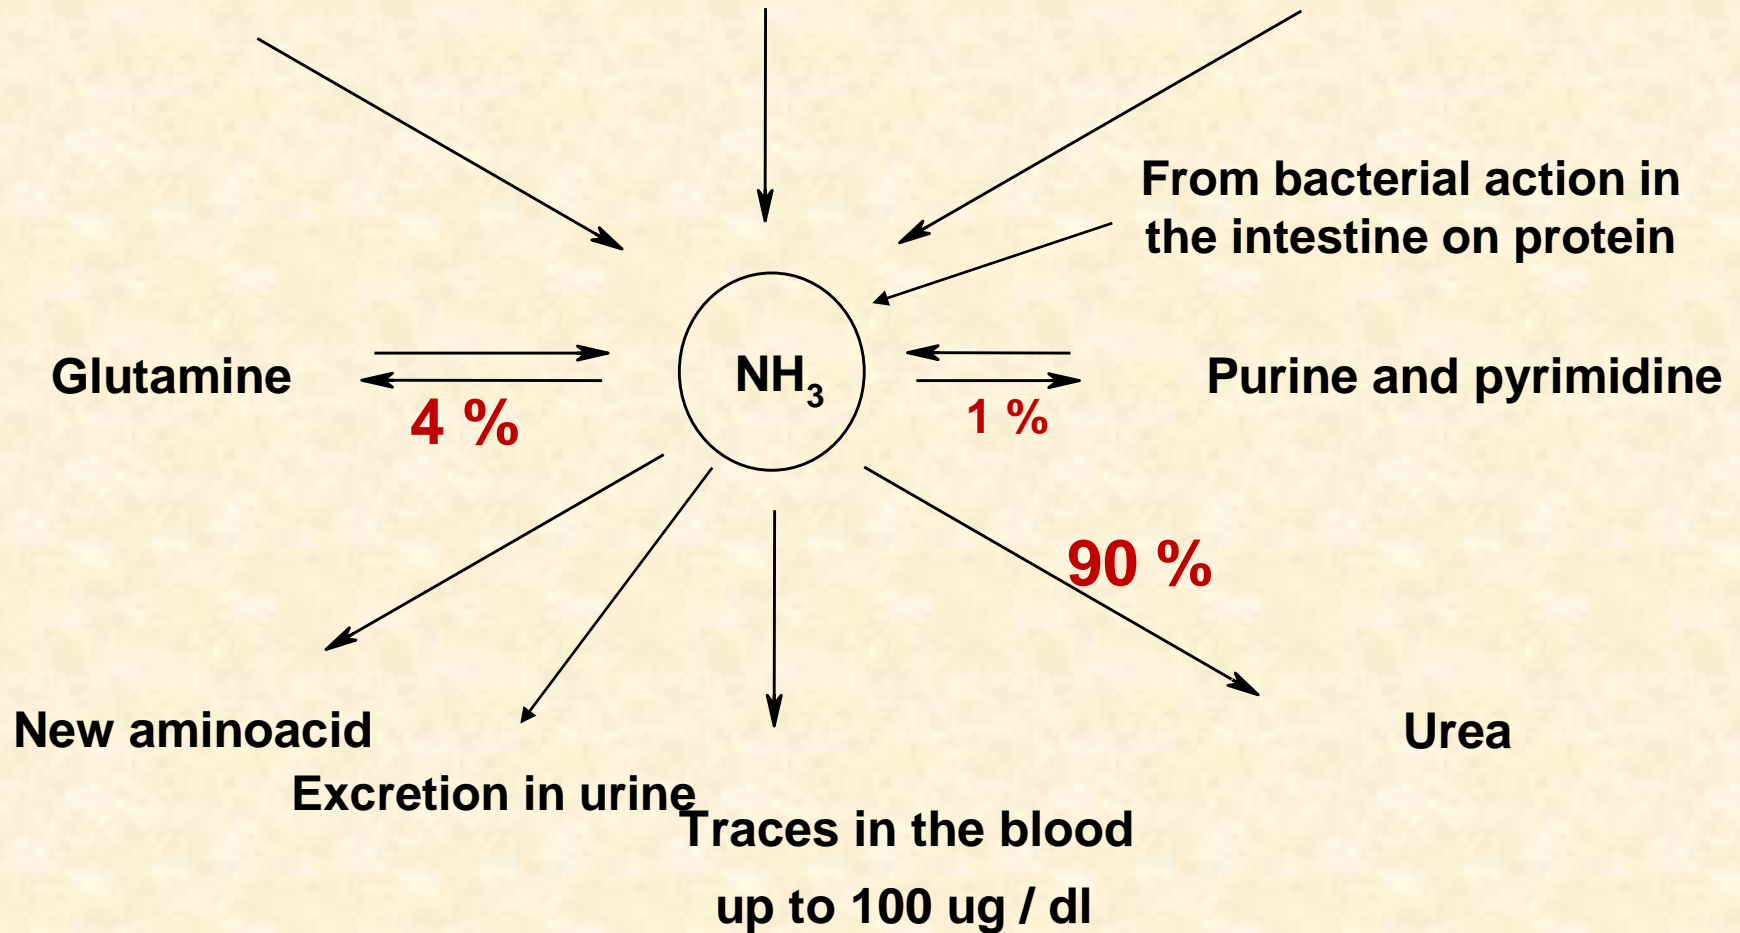 From bacterial action in
the intestine on protein
Glutamine
NH₃
Purine and pyrimidine
4 %
1 %
90 %
New aminoacid
Urea
Excretion in urine
Traces in the blood
up to 100 ug / dl